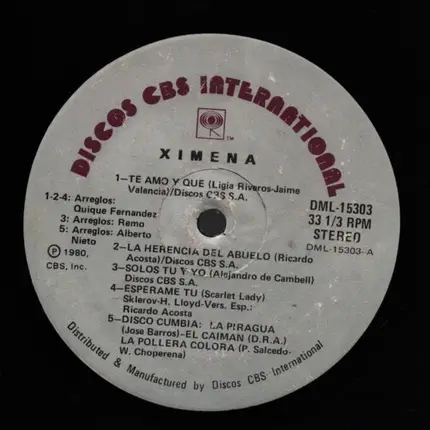 DISCOS CBS INTERNATIONAL
TM
XIMENA
1—TE AMO Y QUE (Ligia Riveros-Jaime
Valencia)/Discos CBS S.A.
1-2-4: Arreglos:
Quique Fernandez
3: Arreglos: Remo
5: Arreglos: Alberto
Nieto
Ⓟ 1980,
CBS, Inc.
DML-15303
33 1/3 RPM
STEREO
DML-15303-A
2—LA HERENCIA DEL ABUELO (Ricardo
Acosta)/Discos CBS S.A.
3—SOLOS TU Y YO (Alejandro de Cambell)
Discos CBS S.A.
4—ESPERAME TU (Scarlet Lady)
Sklerov-H. Lloyd-Vers. Esp.:
Ricardo Acosta
5—DISCO CUMBIA: LA PIRAGUA
(Jose Barros)—EL CAIMAN (D.R.A.)
LA POLLERA COLORA (P. Salcedo-
W. Choperena)
Distributed & Manufactured by Discos CBS International